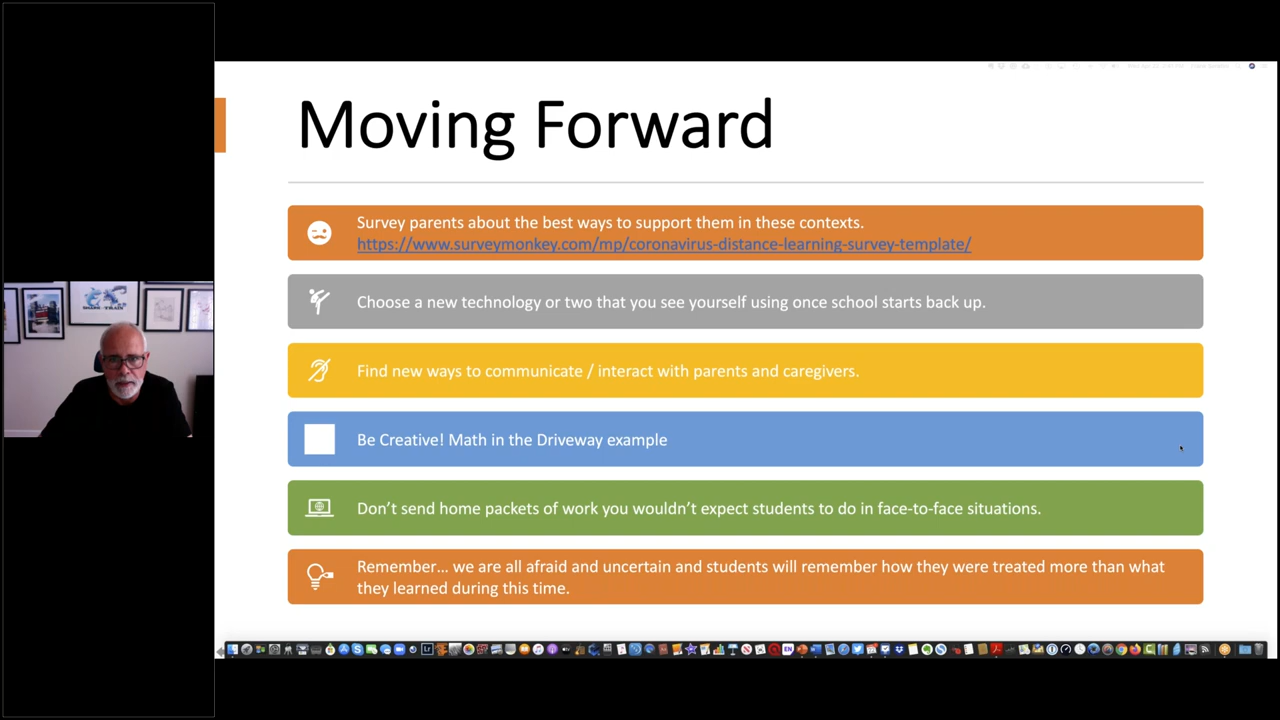 Moving Forward
Survey parents about the best ways to support them in these contexts.
https://www.surveymonkey.com/mp/coronavirus-distance-learning-survey-template/
Choose a new technology or two that you see yourself using once school starts back up.
Find new ways to communicate / interact with parents and caregivers.
Be Creative! Math in the Driveway example
Don’t send home packets of work you wouldn’t expect students to do in face-to-face situations.
Remember… we are all afraid and uncertain and students will remember how they were treated more than what
they learned during this time.